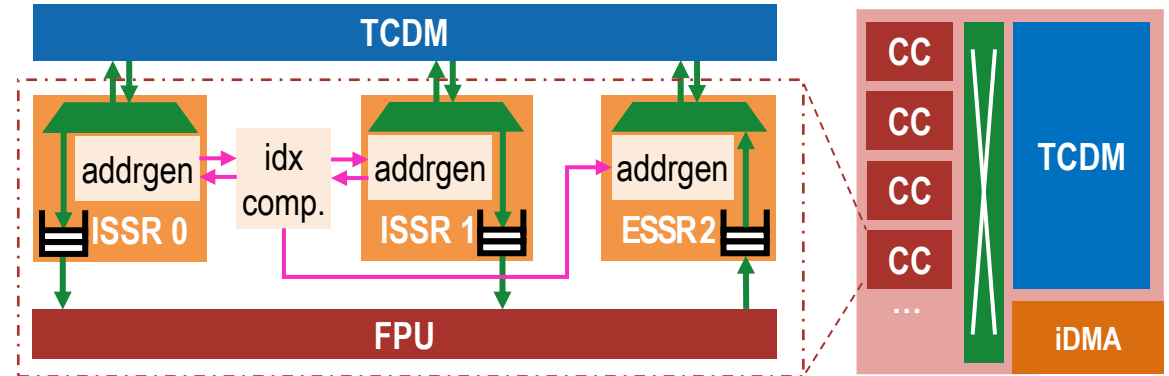 TCDM
addrgen
ISSR 0
idx
comp.
addrgen
ISSR 1
addrgen
ESSR2
FPU
CC
CC
CC
CC
...
TCDM
iDMA